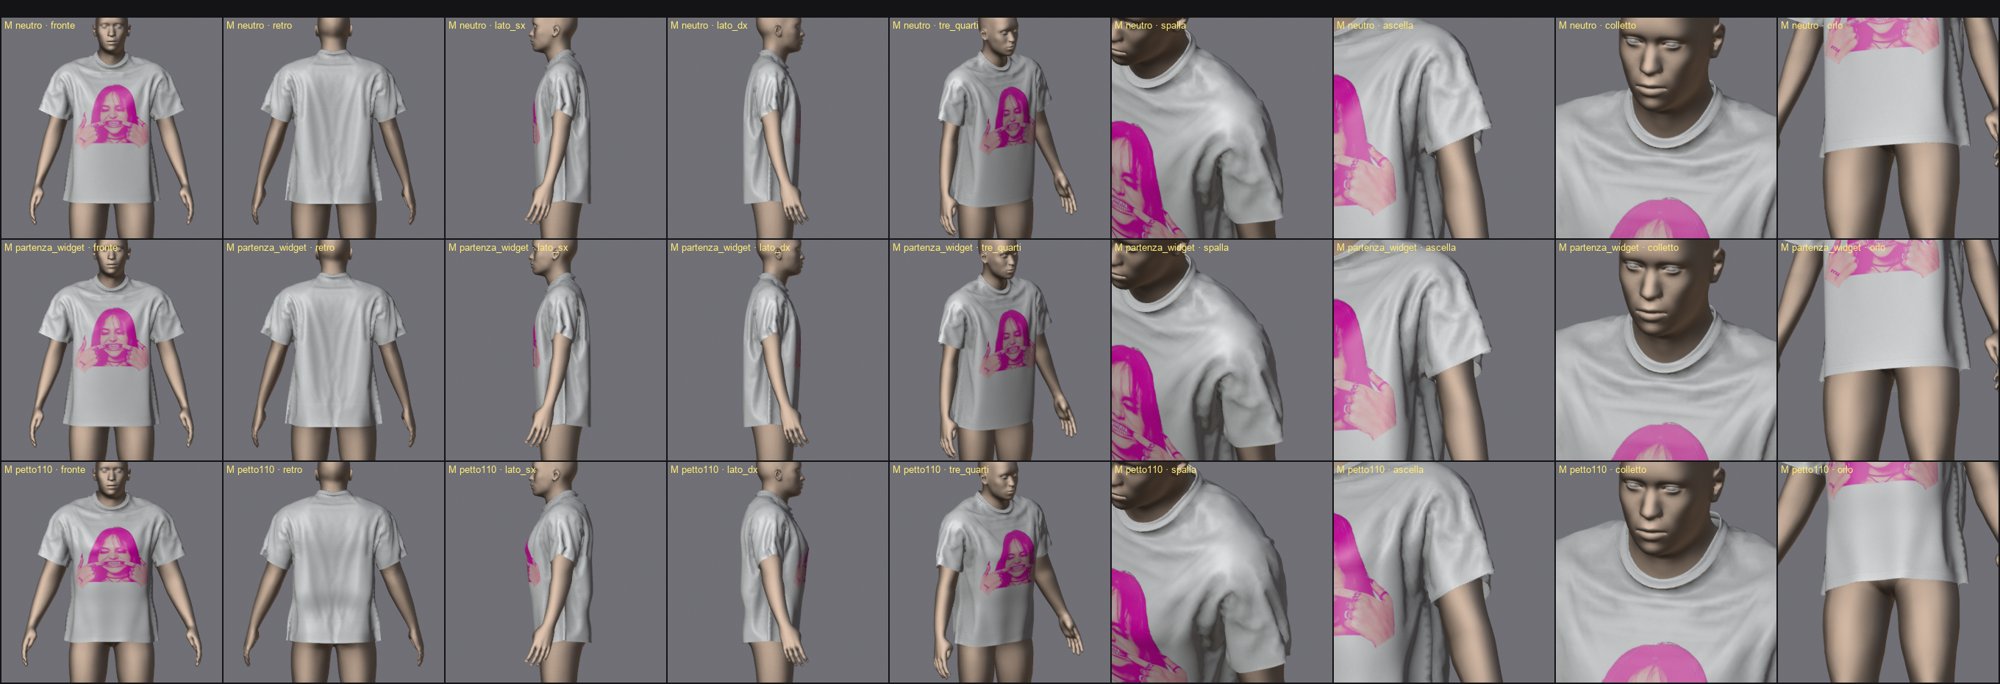 M neutro · fronte
M neutro · retro
M neutro · lato_sx
M neutro · lato_dx
M neutro · tre_quarti
M neutro · spalla
M neutro · ascella
M neutro · colletto
M neutro · orlo
M partenza_widget · fronte
M partenza_widget · retro
M partenza_widget · lato_sx
M partenza_widget · lato_dx
M partenza_widget · tre_quarti
M partenza_widget · spalla
M partenza_widget · ascella
M partenza_widget · colletto
M partenza_widget · orlo
M petto110 · fronte
M petto110 · retro
M petto110 · lato_sx
M petto110 · lato_dx
M petto110 · tre_quarti
M petto110 · spalla
M petto110 · ascella
M petto110 · colletto
M petto110 · orlo